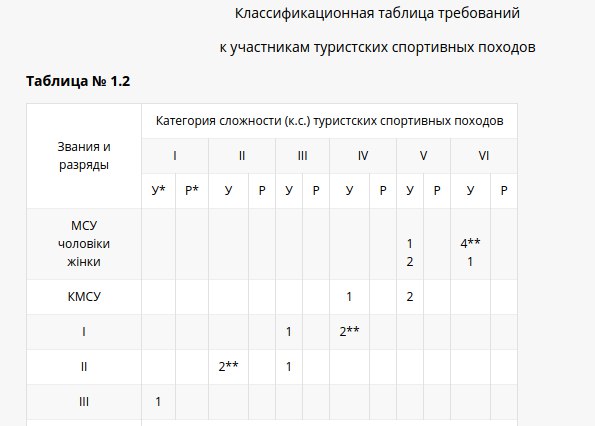 Классификационная таблица требований
к участникам туристских спортивных походов
Таблица № 1.2
Звания и
разряды
Категория сложности (к.с.) туристских спортивных походов
I II III IV V VI
У* Р* У Р У Р У Р У Р У Р
МСУ
чоловіки 1 4**
жінки 2 1
КМСУ 1 2
I 1 2**
II 2** 1
III 1